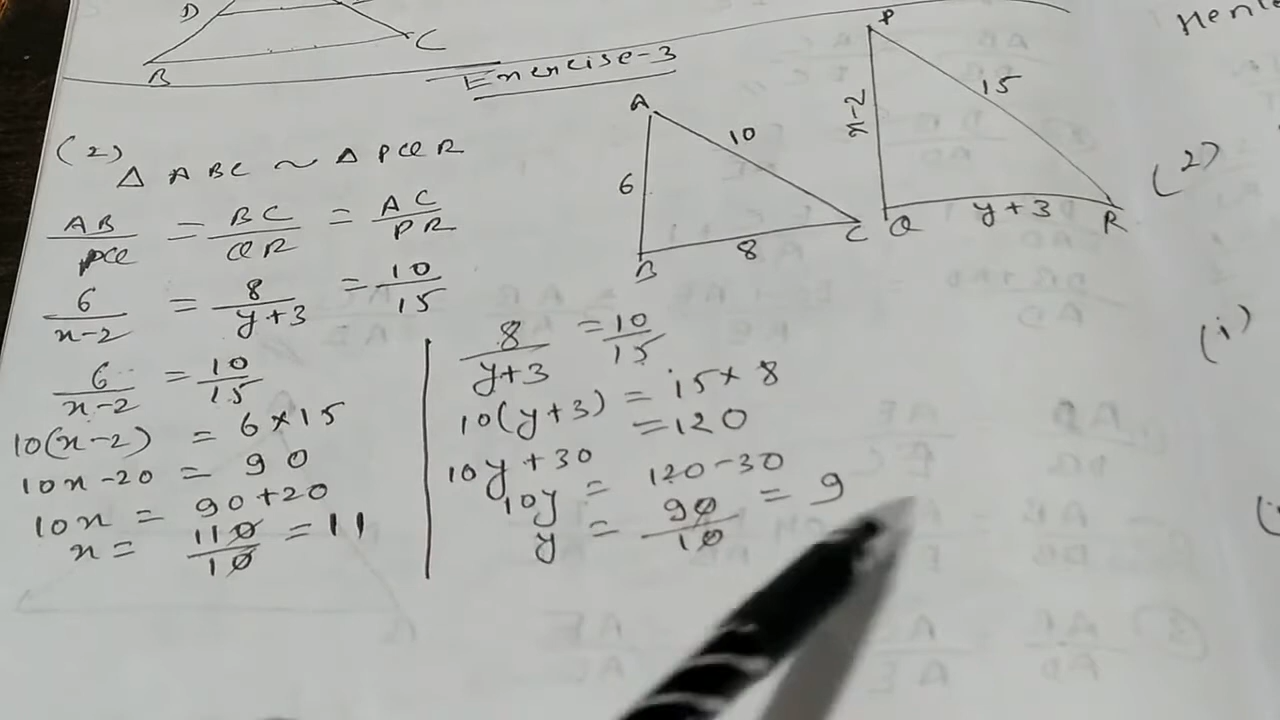 D
C
B
Exercise-3
Hence
(2)
Δ ABC ~ Δ PQR
AB/PQ = BC/QR = AC/PR
6/x-2 = 8/y+3 = 10/15
6/x-2 = 10/15
10(x-2) = 6×15
10x-20 = 90
10x = 90+20
x = 110/10 = 11
8/y+3 = 10/15
10(y+3) = 15×8
10y+30 = 120
10y = 120-30
y = 90/10 = 9
A
10
6
B
8
C
P
x-2
15
Q
y+3
R
(2)
(i)